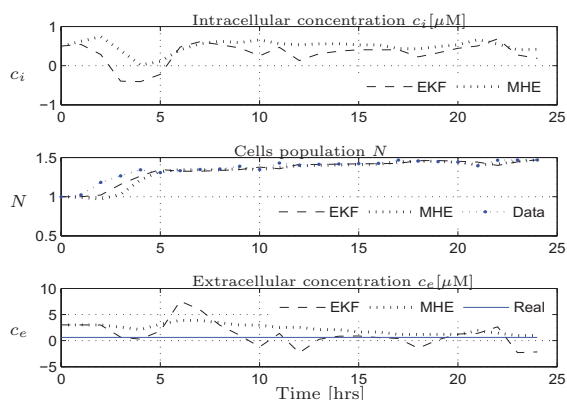 Intracellular concentration c_i [μM]
1
0
−1
c_i
EKF MHE
0 5 10 15 20 25
Cells population N
1.5
1
0.5
N
EKF MHE Data
0 5 10 15 20 25
Extracellular concentration c_e [μM]
10
5
0
−5
c_e
EKF MHE Real
0 5 10 15 20 25
Time [hrs]